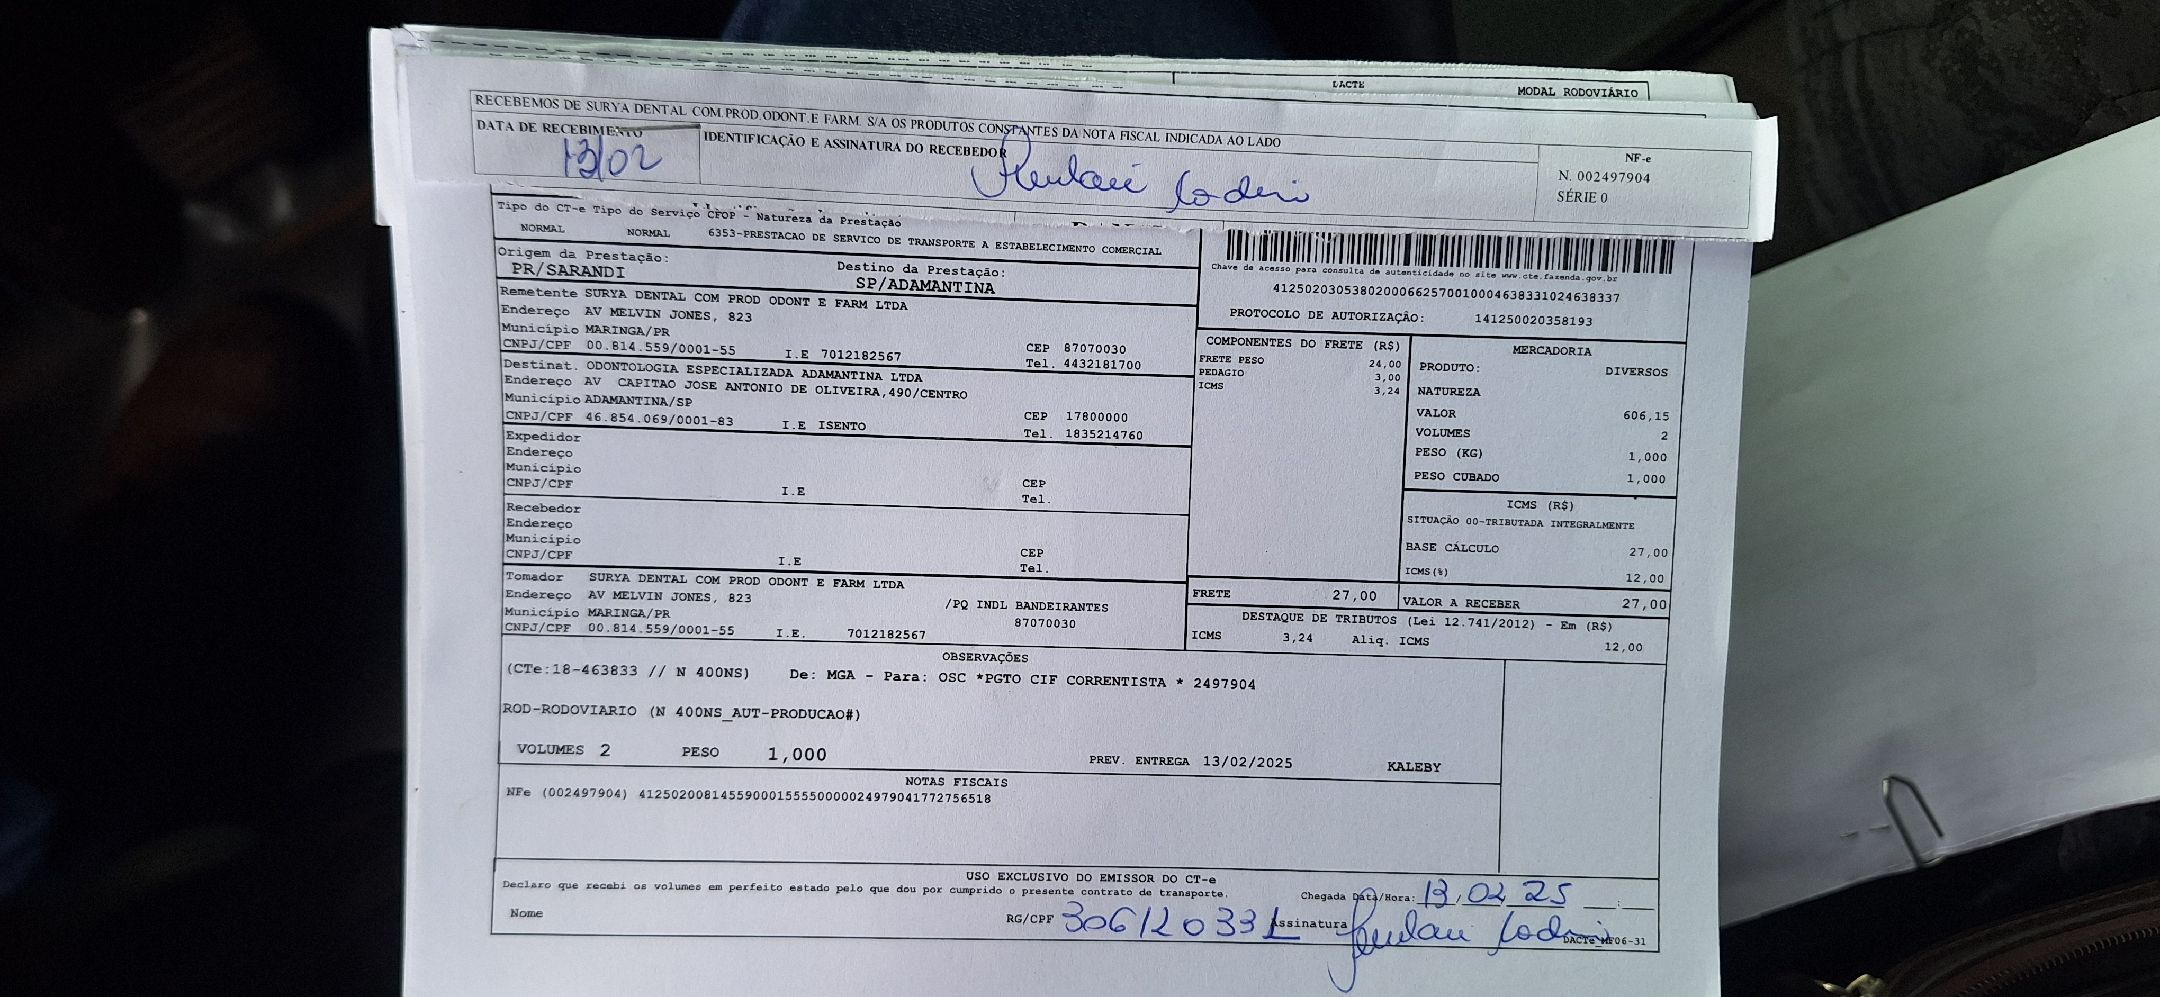 DACTE
MODAL RODOVIÁRIO
RECEBEMOS DE SURYA DENTAL COM.PROD.ODONT.E FARM. S/A OS PRODUTOS CONSTANTES DA NOTA FISCAL INDICADA AO LADO
DATA DE RECEBIMENTO
IDENTIFICAÇÃO E ASSINATURA DO RECEBEDOR
13/02
NF-e
N. 002497904
SÉRIE 0
Tipo do CT-e Tipo do Serviço CFOP - Natureza da Prestação
NORMAL NORMAL 6353-PRESTACAO DE SERVICO DE TRANSPORTE A ESTABELECIMENTO COMERCIAL
Origem da Prestação: Destino da Prestação:
PR/SARANDI SP/ADAMANTINA
Chave de acesso para consulta de autenticidade no site www.cte.fazenda.gov.br
41250203053802000662570010004638331024638337
PROTOCOLO DE AUTORIZAÇÃO: 141250020358193
Remetente SURYA DENTAL COM PROD ODONT E FARM LTDA
Endereço AV MELVIN JONES, 823
Município MARINGA/PR CEP 87070030
CNPJ/CPF 00.814.559/0001-55 I.E 7012182567 Tel. 4432181700
Destinat. ODONTOLOGIA ESPECIALIZADA ADAMANTINA LTDA
Endereço AV CAPITAO JOSE ANTONIO DE OLIVEIRA,490/CENTRO
Município ADAMANTINA/SP CEP 17800000
CNPJ/CPF 46.854.069/0001-83 I.E ISENTO Tel. 1835214760
Expedidor
Endereço
Município CEP
CNPJ/CPF I.E Tel.
Recebedor
Endereço
Município CEP
CNPJ/CPF I.E Tel.
Tomador SURYA DENTAL COM PROD ODONT E FARM LTDA
Endereço AV MELVIN JONES, 823 /PQ INDL BANDEIRANTES
Município MARINGA/PR 87070030
CNPJ/CPF 00.814.559/0001-55 I.E. 7012182567
COMPONENTES DO FRETE (R$)
FRETE PESO 24,00
PEDAGIO 3,00
ICMS 3,24
FRETE 27,00
MERCADORIA
PRODUTO: DIVERSOS
NATUREZA
VALOR 606,15
VOLUMES 2
PESO (KG) 1,000
PESO CUBADO 1,000
ICMS (R$)
SITUAÇÃO 00-TRIBUTADA INTEGRALMENTE
BASE CÁLCULO 27,00
ICMS(%) 12,00
VALOR A RECEBER 27,00
DESTAQUE DE TRIBUTOS (Lei 12.741/2012) - Em (R$)
ICMS 3,24 Aliq. ICMS 12,00
OBSERVAÇÕES
(CTe:18-463833 // N 400NS) De: MGA - Para: OSC *PGTO CIF CORRENTISTA * 2497904
ROD-RODOVIARIO (N 400NS_AUT-PRODUCAO#)
VOLUMES 2 PESO 1,000 PREV. ENTREGA 13/02/2025 KALEBY
NOTAS FISCAIS
NFe (002497904) 41250200814559000155550000024979041772756518
USO EXCLUSIVO DO EMISSOR DO CT-e
Declaro que recebi os volumes em perfeito estado pelo que dou por cumprido o presente contrato de transporte.
Chegada Data/Hora: 13,02,25 __:__
Nome RG/CPF 306120331 Assinatura
DACTe_MF06-31